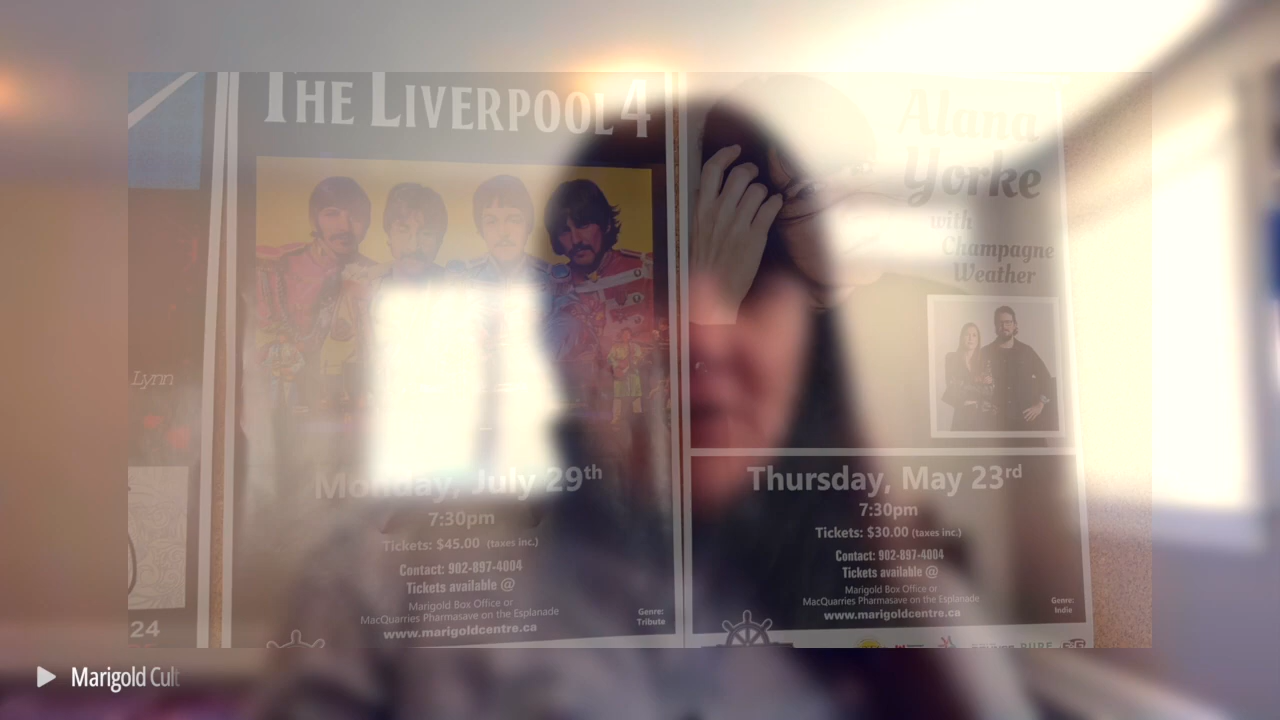 THE LIVERPOOL 4
Lynn
24
Monday, July 29th
7:30pm
Tickets: $45.00 (taxes inc.)
Contact: 902-897-4004
Tickets available @
Marigold Box Office or
MacQuarries Pharmasave on the Esplanade
www.marigoldcentre.ca
Genre:
Tribute
Alana
Yorke
with
Champagne
Weather
Thursday, May 23rd
7:30pm
Tickets: $30.00 (taxes inc.)
Contact: 902-897-4004
Tickets available @
Marigold Box Office or
MacQuarries Pharmasave on the Esplanade
www.marigoldcentre.ca
Genre:
Indie
Marigold Cult